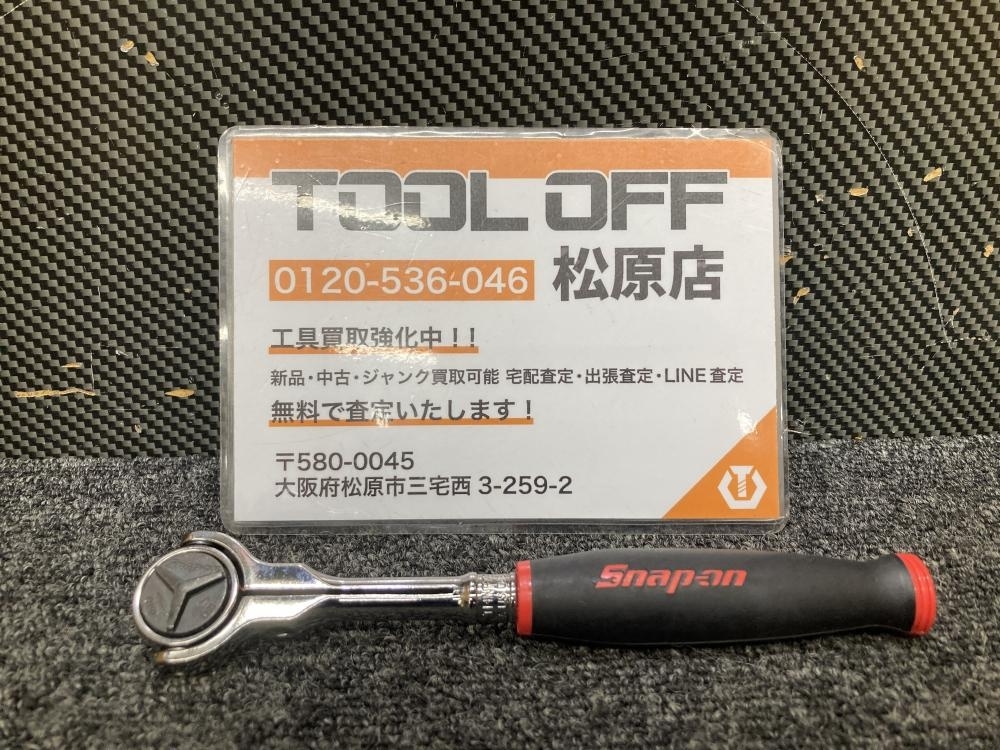 TOOL OFF
0120-536-046 松原店
工具買取強化中！！
新品・中古・ジャンク買取可能 宅配査定・出張査定・LINE査定
無料で査定いたします！
〒580-0045
大阪府松原市三宅西 3-259-2
Snap-on